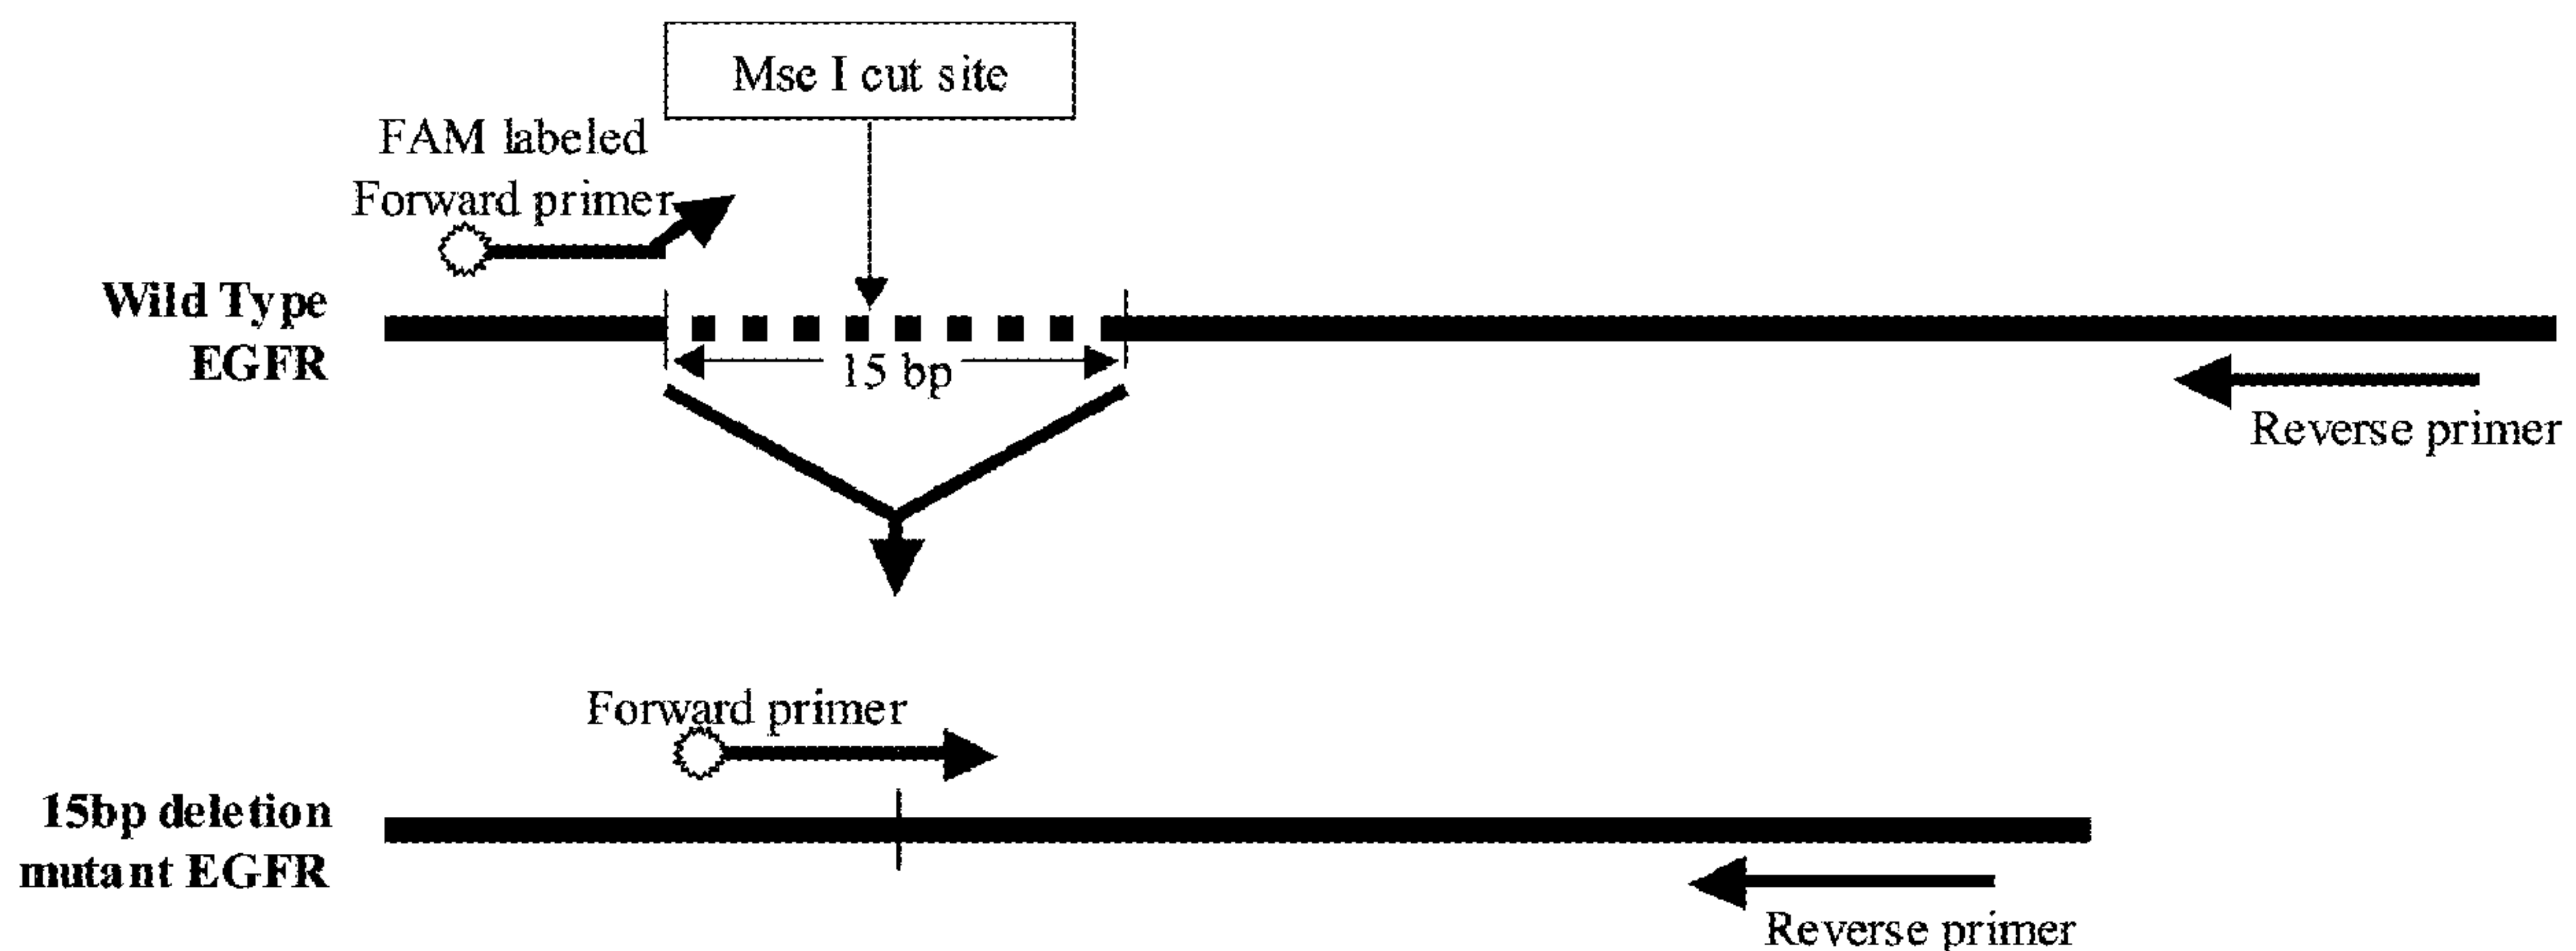 Mse I cut site
FAM labeled
Forward primer
Wild Type
EGFR
15 bp
Reverse primer
Forward primer
15bp deletion
mutant EGFR
Reverse primer